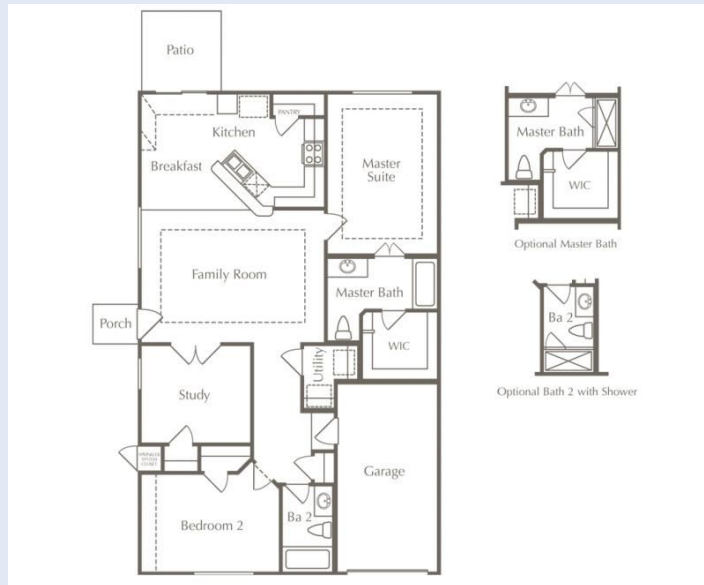 Patio
PANTRY
Kitchen
Breakfast
Master
Suite
Family Room
Master Bath
Porch
WIC
Utility
Study
Garage
Bedroom 2
Ba 2
Master Bath
WIC
Optional Master Bath
Ba 2
Optional Bath 2 with Shower